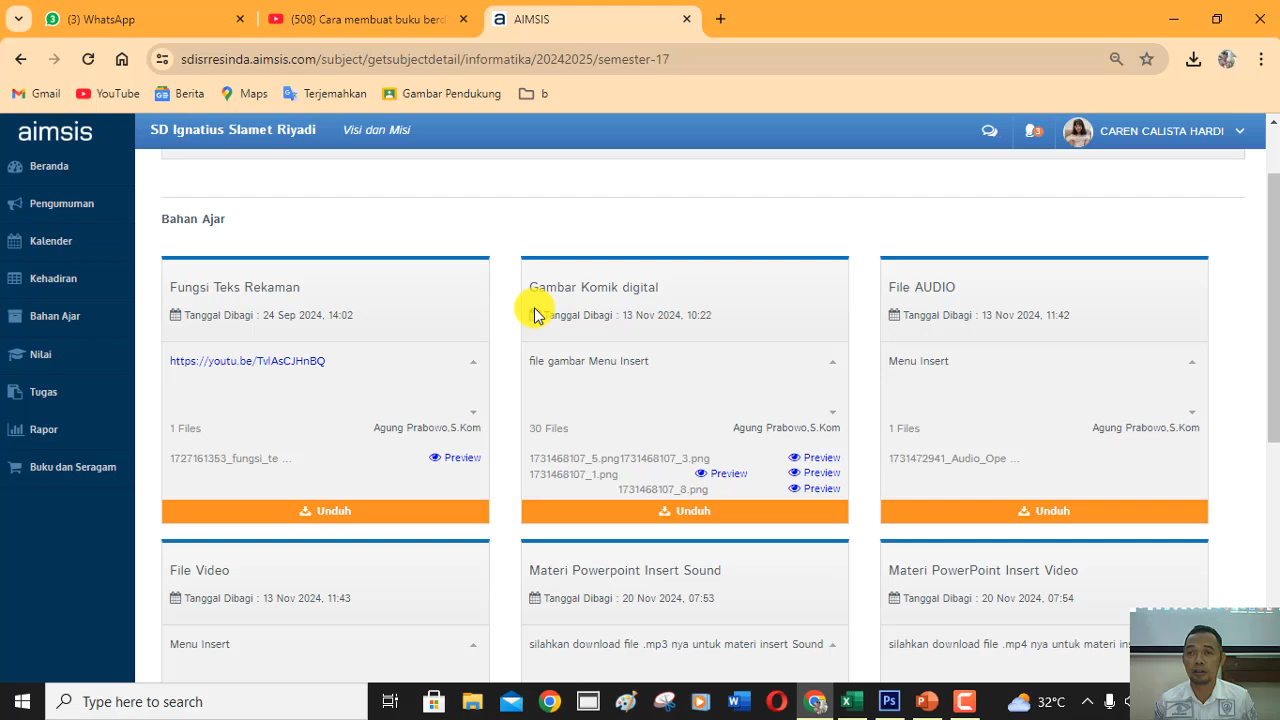 (3) WhatsApp
(508) Cara membuat buku berd
AIMSIS
sdisrresinda.aimsis.com/subject/getsubjectdetail/informatika/20242025/semester-17
Gmail
YouTube
Berita
Maps
Terjemahkan
Gambar Pendukung
b
aimsis
SD Ignatius Slamet Riyadi
Visi dan Misi
3
CAREN CALISTA HARDI
Beranda
Pengumuman
Kalender
Kehadiran
Bahan Ajar
Nilai
Tugas
Rapor
Buku dan Seragam
Bahan Ajar
Fungsi Teks Rekaman
Tanggal Dibagi : 24 Sep 2024, 14:02
https://youtu.be/TvlAsCJHnBQ
1 Files
Agung Prabowo,S.Kom
1727161353_fungsi_te ...
Preview
Unduh
Gambar Komik digital
Tanggal Dibagi : 13 Nov 2024, 10:22
file gambar Menu Insert
30 Files
Agung Prabowo,S.Kom
1731468107_5.png1731468107_3.png
Preview
1731468107_1.png
Preview
Preview
1731468107_8.png
Preview
Unduh
File AUDIO
Tanggal Dibagi : 13 Nov 2024, 11:42
Menu Insert
1 Files
Agung Prabowo,S.Kom
1731472941_Audio_Ope ...
Unduh
File Video
Tanggal Dibagi : 13 Nov 2024, 11:43
Menu Insert
Materi Powerpoint Insert Sound
Tanggal Dibagi : 20 Nov 2024, 07:53
silahkan download file .mp3 nya untuk materi insert Sound
Materi PowerPoint Insert Video
Tanggal Dibagi : 20 Nov 2024, 07:54
silahkan download file .mp4 nya untuk materi in
Type here to search
32°C